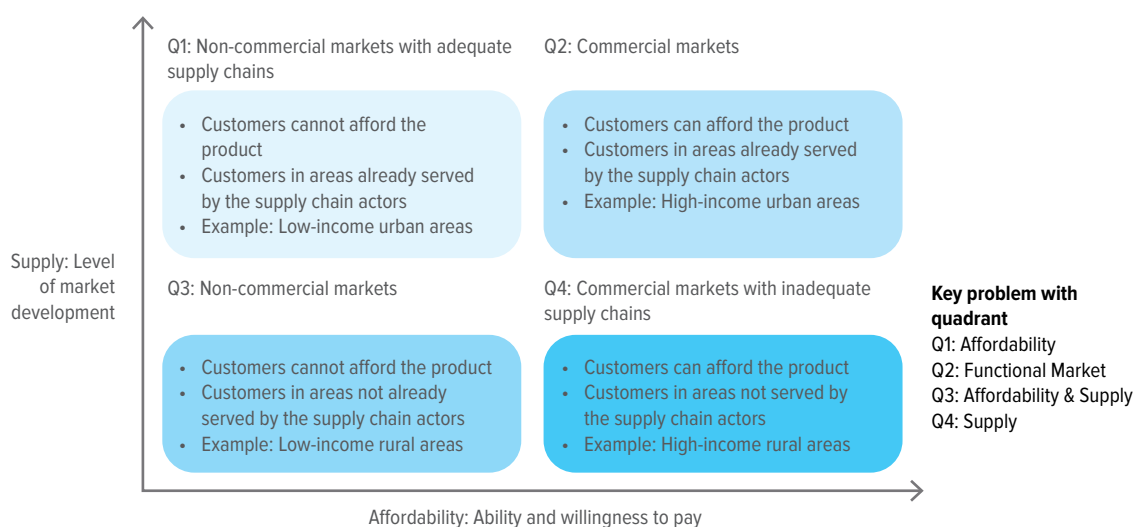 Q1: Non-commercial markets with adequate
supply chains
• Customers cannot afford the
product
• Customers in areas already served
by the supply chain actors
• Example: Low-income urban areas
Q2: Commercial markets
• Customers can afford the product
• Customers in areas already served
by the supply chain actors
• Example: High-income urban areas
Supply: Level
of market
development
Q3: Non-commercial markets
• Customers cannot afford the product
• Customers in areas not already
served by the supply chain actors
• Example: Low-income rural areas
Q4: Commercial markets with inadequate
supply chains
• Customers can afford the product
• Customers in areas not served by
the supply chain actors
• Example: High-income rural areas
Key problem with
quadrant
Q1: Affordability
Q2: Functional Market
Q3: Affordability & Supply
Q4: Supply
Affordability: Ability and willingness to pay